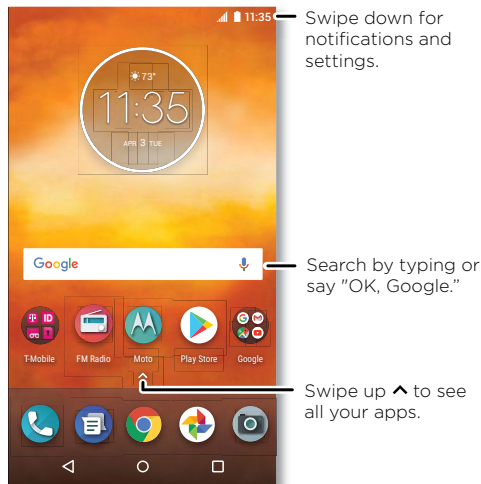 11:35
Swipe down for
notifications and
settings.
73°
11:35
APR 3 TUE
Google
Search by typing or
say "OK, Google.”
ID
G M
T-Mobile FM Radio Moto Play Store Google
Swipe up ^ to see
all your apps.